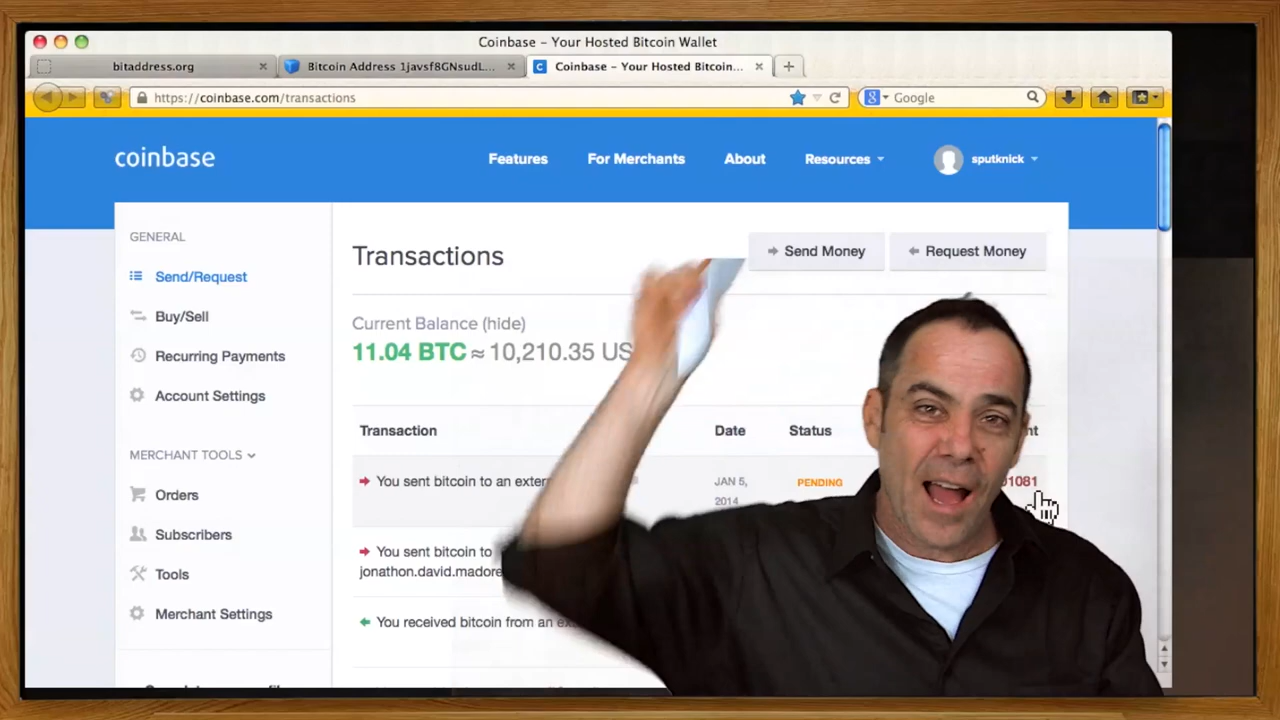 Coinbase – Your Hosted Bitcoin Wallet
bitaddress.org
Bitcoin Address 1javsf8GNsudL...
Coinbase – Your Hosted Bitcoin...
https://coinbase.com/transactions
Google
coinbase
Features
For Merchants
About
Resources
sputknick
GENERAL
Send/Request
Buy/Sell
Recurring Payments
Account Settings
MERCHANT TOOLS
Orders
Subscribers
Tools
Merchant Settings
Transactions
Send Money
Request Money
Current Balance (hide)
11.04 BTC ≈ 10,210.35 US
Transaction
Date
Status
You sent bitcoin to an
JAN 5,
2014
PENDING
1081
You sent bitcoin to
jonathon.david.madore
You received bitcoin from an